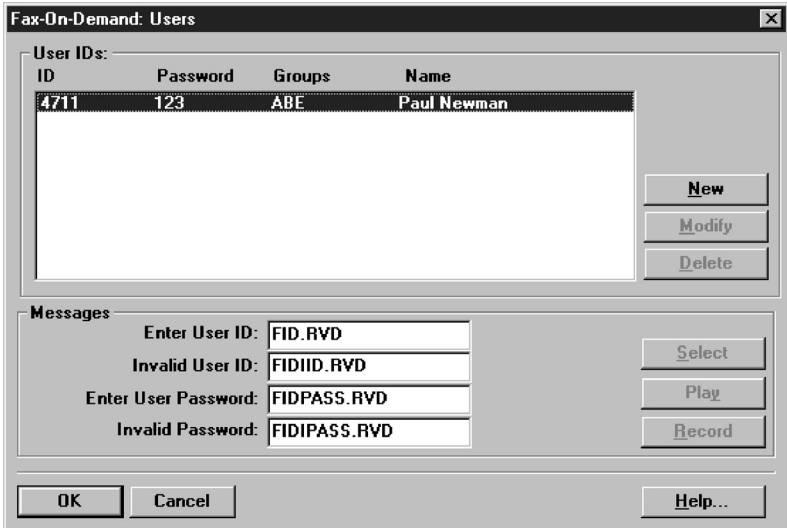 Fax-On-Demand: Users
User IDs:
ID Password Groups Name
4711 123 ABE Paul Newman
New
Modify
Delete
Messages
Enter User ID: FID.RVD
Invalid User ID: FIDIID.RVD
Enter User Password: FIDPASS.RVD
Invalid Password: FIDIPASS.RVD
Select
Play
Record
OK Cancel Help...